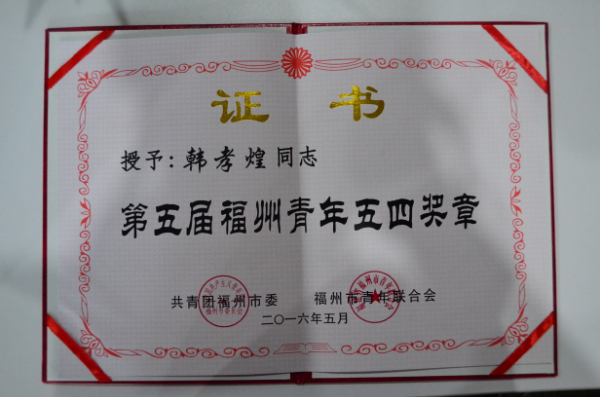 证书
授予：韩孝煌同志
第五届福州青年五四奖章
共青团福州市委 福州市青年联合会
二〇一六年五月